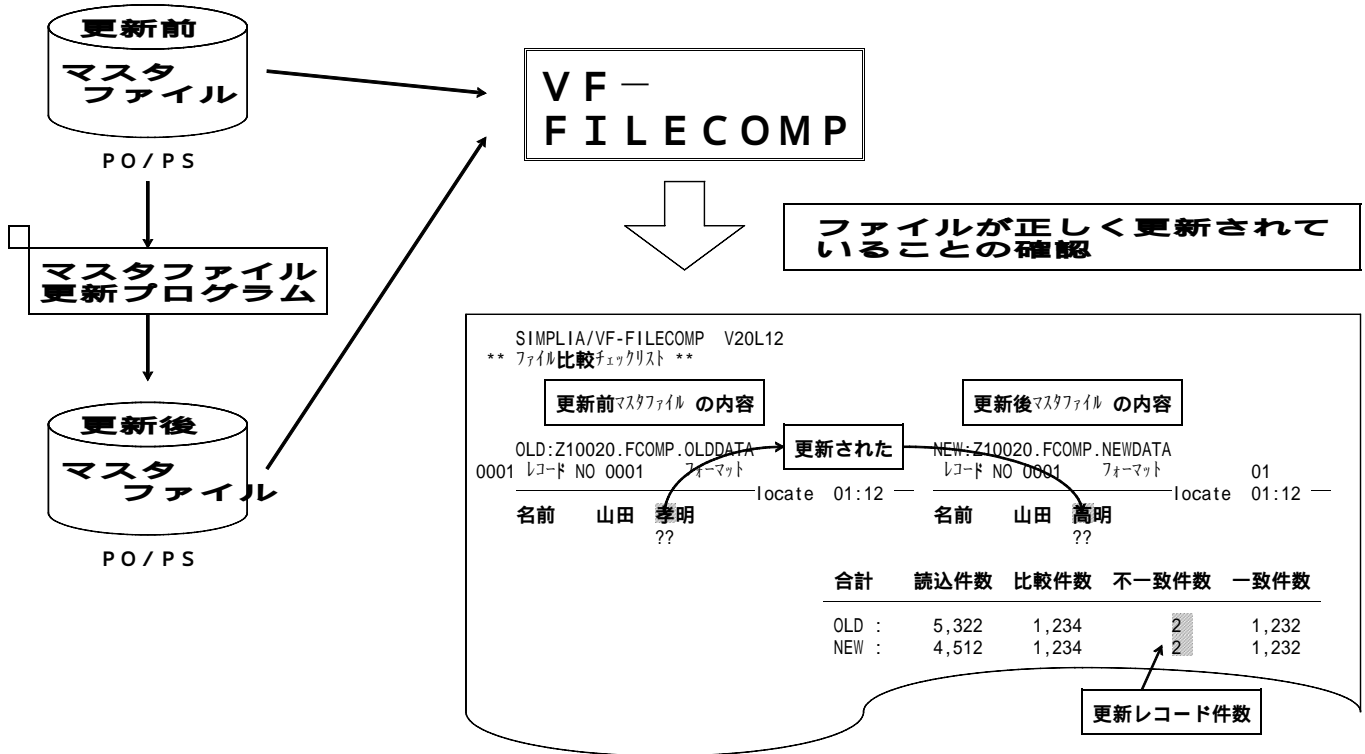 更新前
マスタ
ファイル
PO/PS
マスタファイル
更新プログラム
更新後
マスタ
ファイル
PO/PS
VF-
FILECOMP
ファイルが正しく更新されて
いることの確認
SIMPLIA/VF-FILECOMP V20L12
** ﾌｧｲﾙ比較ﾁｪｯｸﾘｽﾄ **
更新前ﾏｽﾀﾌｧｲﾙ の内容
更新後ﾏｽﾀﾌｧｲﾙ の内容
OLD:Z10020.FCOMP.OLDDATA 更新された NEW:Z10020.FCOMP.NEWDATA
0001 ﾚｺｰﾄﾞ NO 0001 ﾌｫｰﾏｯﾄ ﾚｺｰﾄﾞ NO 0001 ﾌｫｰﾏｯﾄ 01
locate 01:12 locate 01:12
名前 山田 孝明 名前 山田 高明
?? ??
合計 読込件数 比較件数 不一致件数 一致件数
OLD : 5,322 1,234 2 1,232
NEW : 4,512 1,234 2 1,232
更新レコード件数